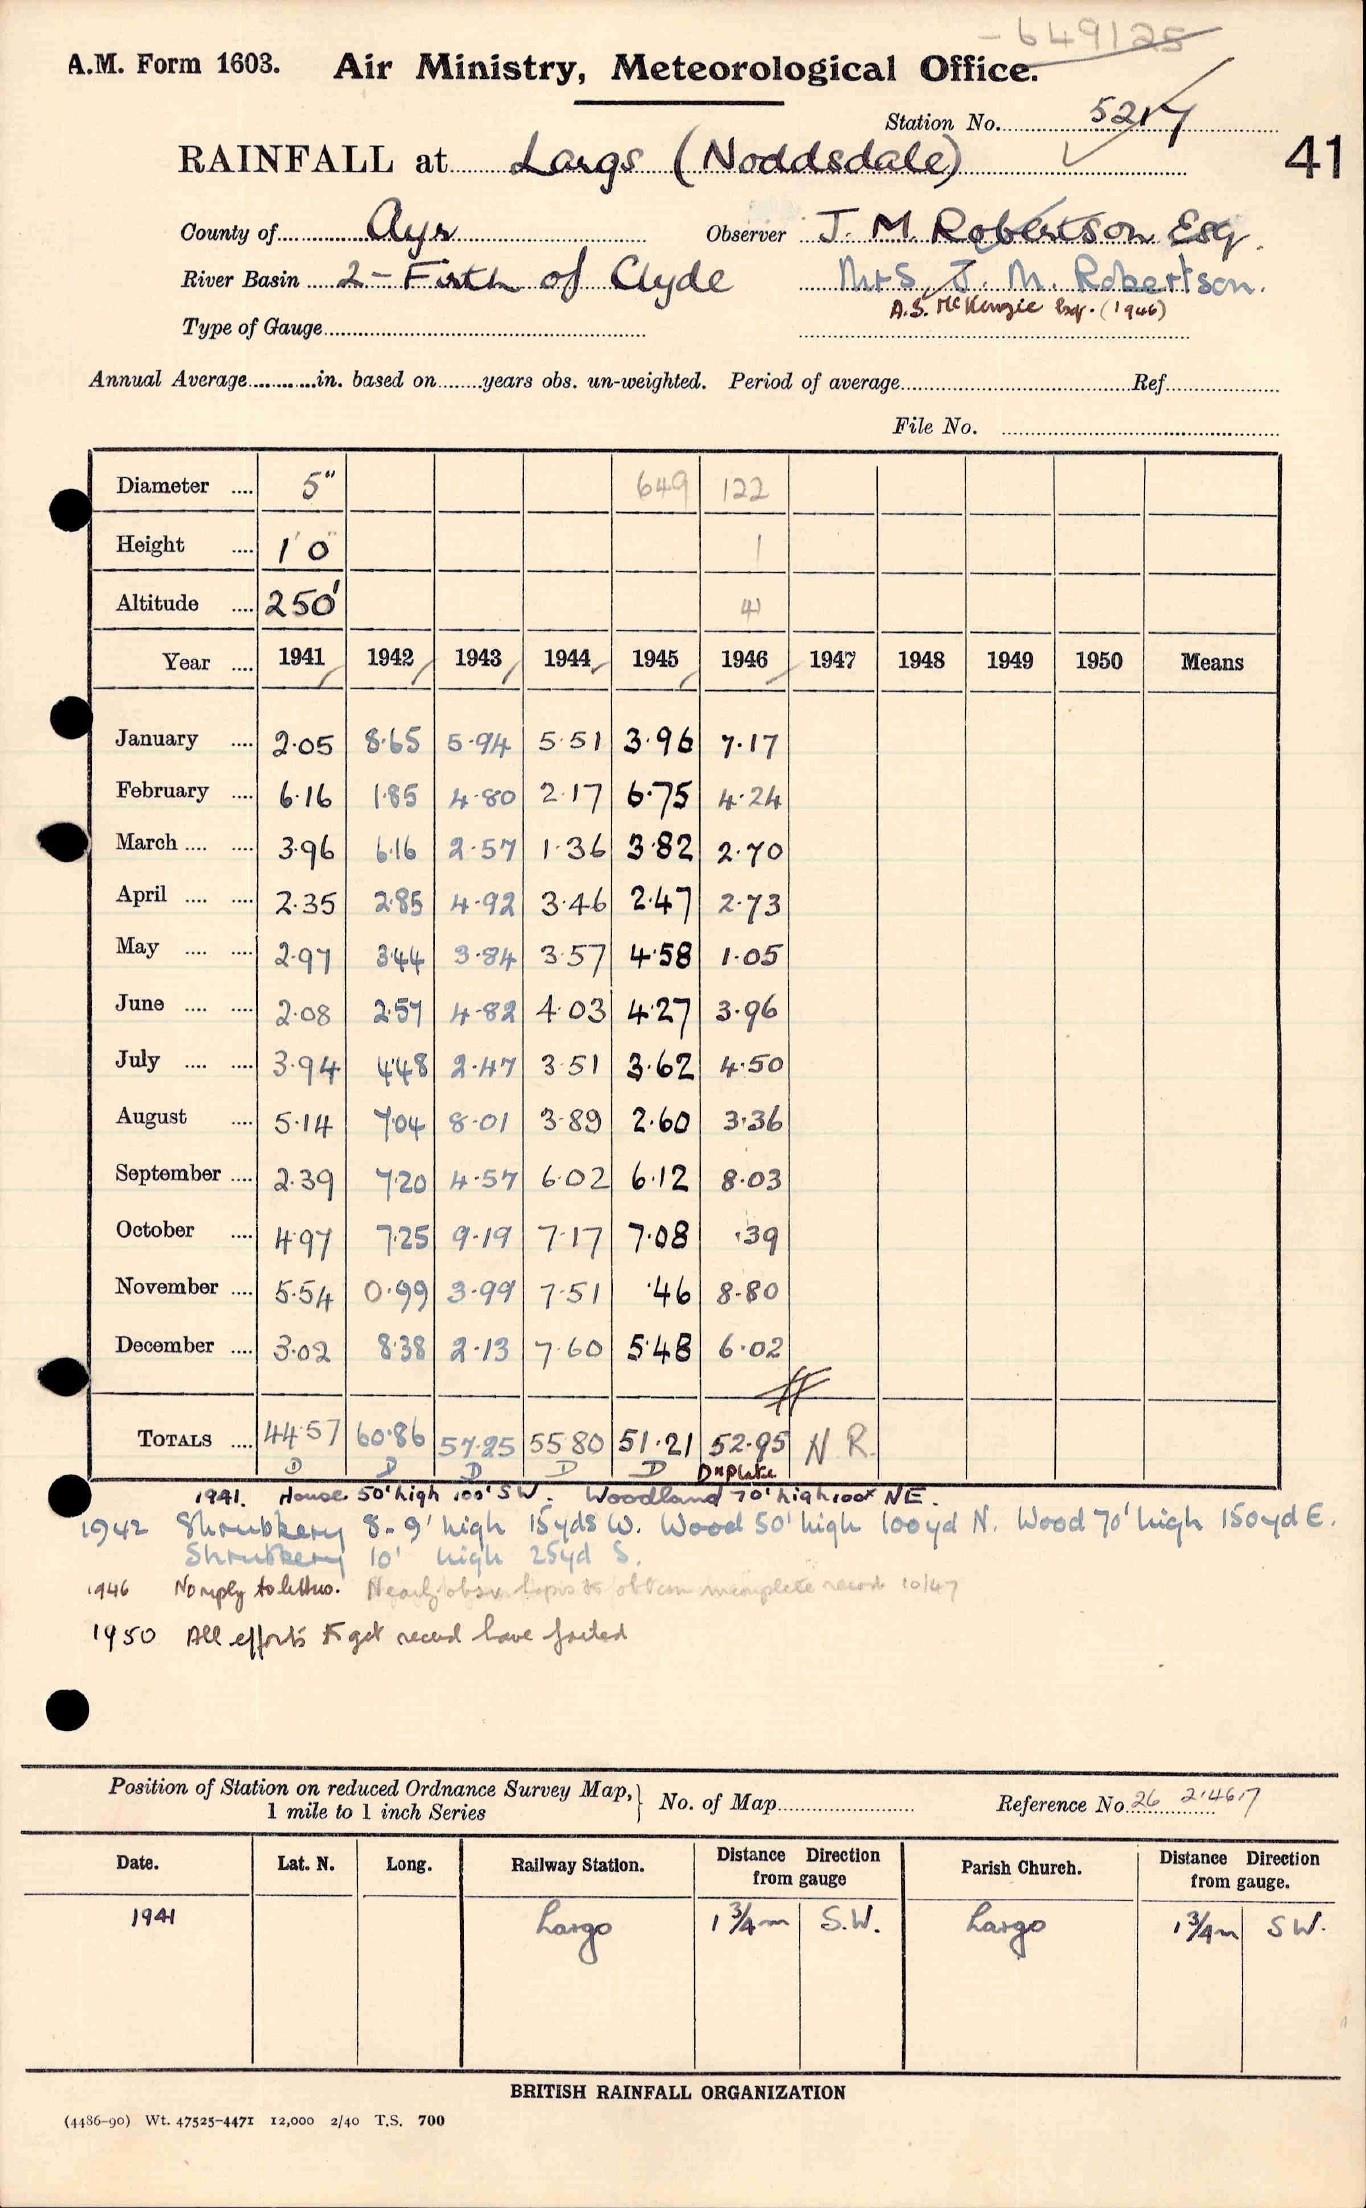 - 649125
A.M. Form 1603. Air Ministry, Meteorological Office.
Station No. 5217
RAINFALL at Largs (Noddsdale)
41
County of Ayr Observer J. M. Robertson Esq.
River Basin 2 - Firth of Clyde Mrs J. M. Robertson.
A.S. McKenzie Esq. (1946)
Type of Gauge
Annual Average in. based on years obs. un-weighted. Period of average Ref
File No.
Diameter .... 5" 649 122
Height .... 1' 0" 1
Altitude .... 250' 41
Year .... 1941 1942 1943 1944 1945 1946 1947 1948 1949 1950 Means
January .... 2.05 8.65 5.94 5.51 3.96 7.17
February .... 6.16 1.85 4.80 2.17 6.75 4.24
March .... .... 3.96 6.16 2.57 1.36 3.82 2.70
April .... .... 2.35 2.85 4.92 3.46 2.47 2.73
May .... .... 2.97 3.44 3.84 3.57 4.58 1.05
June .... .... 2.08 2.57 4.82 4.03 4.27 3.96
July .... .... 3.94 4.48 2.47 3.51 3.62 4.50
August .... 5.14 7.04 8.01 3.89 2.60 3.36
September .... 2.39 7.20 4.57 6.02 6.12 8.03
October .... 4.97 7.25 9.19 7.17 7.08 .39
November .... 5.54 0.99 3.99 7.51 .46 8.80
December .... 3.02 8.38 2.13 7.60 5.48 6.02
TOTALS .... 44.57 60.86 57.25 55.80 51.21 52.95 N.R.
D D D D D Duplicate
1941. House 50' high 100' SW. Woodland 70' high 100x NE.
1942 Shrubbery 8-9' high 15yds W. Wood 50' high 100yd N. Wood 70' high 150yd E.
Shrubbery 10' high 25yd S.
1946 No reply to letters. obsr hopes to obtain incomplete record 10/47
1950 All efforts to get record have failed
Position of Station on reduced Ordnance Survey Map, 1 mile to 1 inch Series } No. of Map Reference No. 26 2.467
Date. Lat. N. Long. Railway Station. Distance Direction from gauge Parish Church. Distance Direction from gauge.
1941 Largs 1 3/4 m S.W. Largs 1 3/4 m SW.
BRITISH RAINFALL ORGANIZATION
(4486-90) Wt. 47525-4471 12,000 2/40 T.S. 700